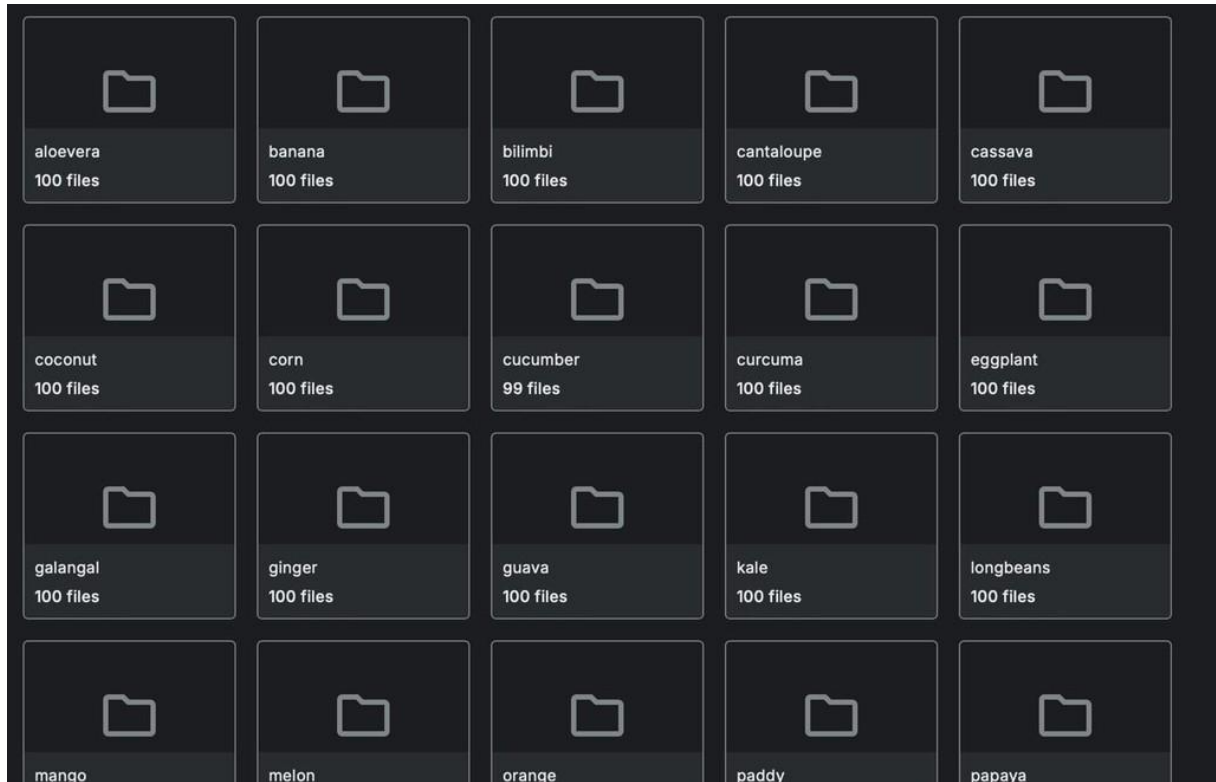 aloevera
100 files
banana
100 files
bilimbi
100 files
cantaloupe
100 files
cassava
100 files
coconut
100 files
corn
100 files
cucumber
99 files
curcuma
100 files
eggplant
100 files
galangal
100 files
ginger
100 files
guava
100 files
kale
100 files
longbeans
100 files
mango
melon
orange
paddy
papaya